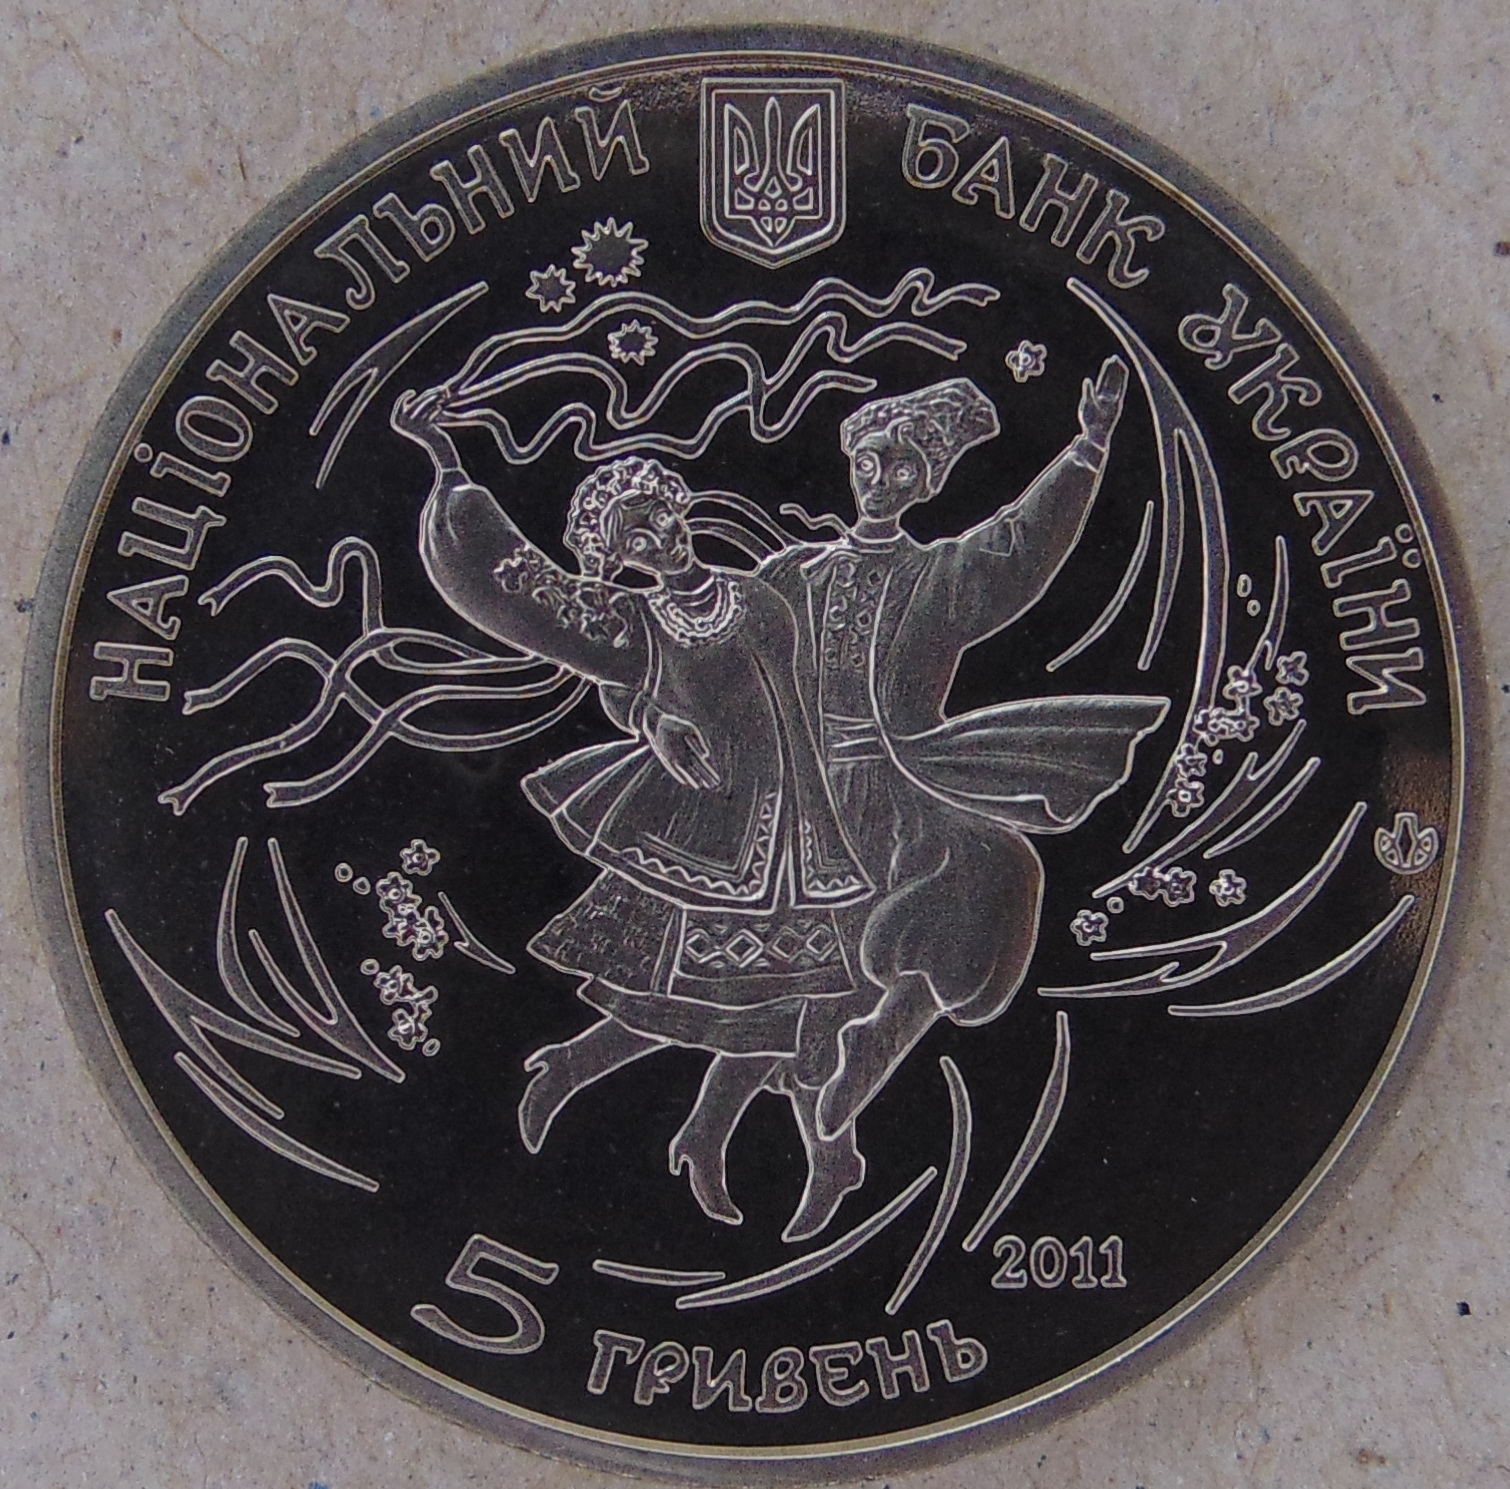 НАЦІОНАЛЬНИЙ БАНК УКРАЇНИ
2011
5
ГРИВЕНЬ